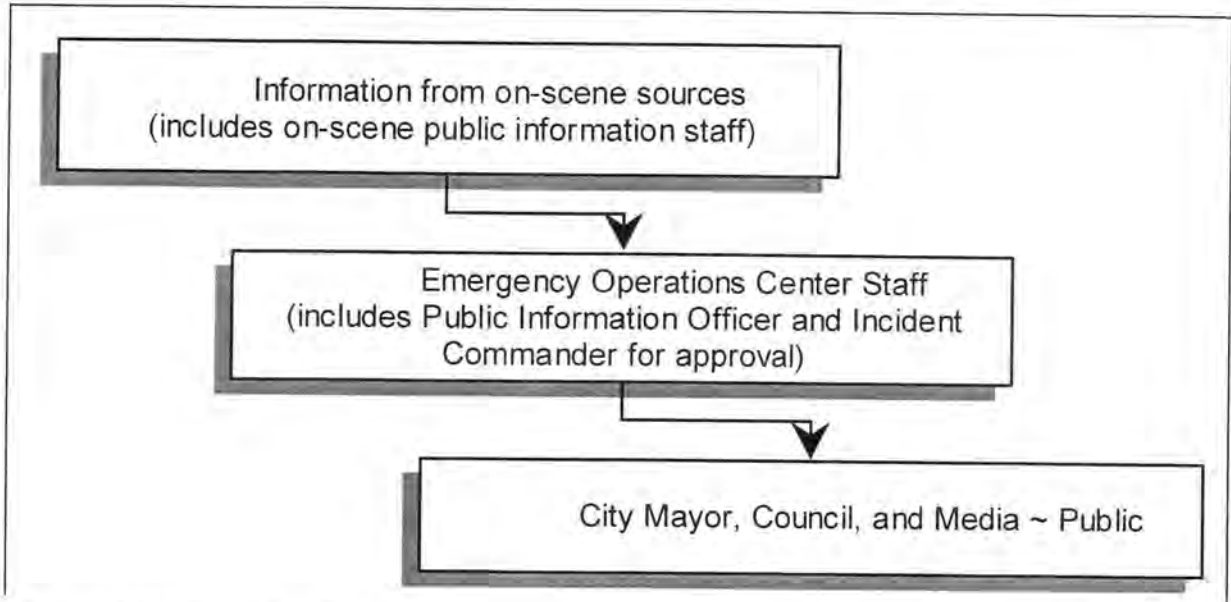 Information from on-scene sources
(includes on-scene public information staff)
Emergency Operations Center Staff
(includes Public Information Officer and Incident
Commander for approval)
City Mayor, Council, and Media ~ Public